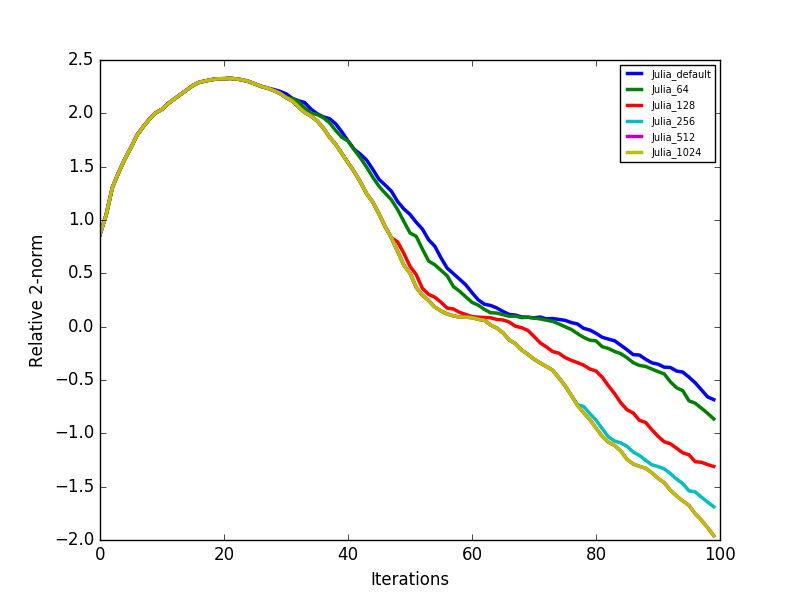 2.5
2.0
1.5
1.0
0.5
0.0
−0.5
−1.0
−1.5
−2.0
Relative 2-norm
Julia_default
Julia_64
Julia_128
Julia_256
Julia_512
Julia_1024
0 20 40 60 80 100
Iterations